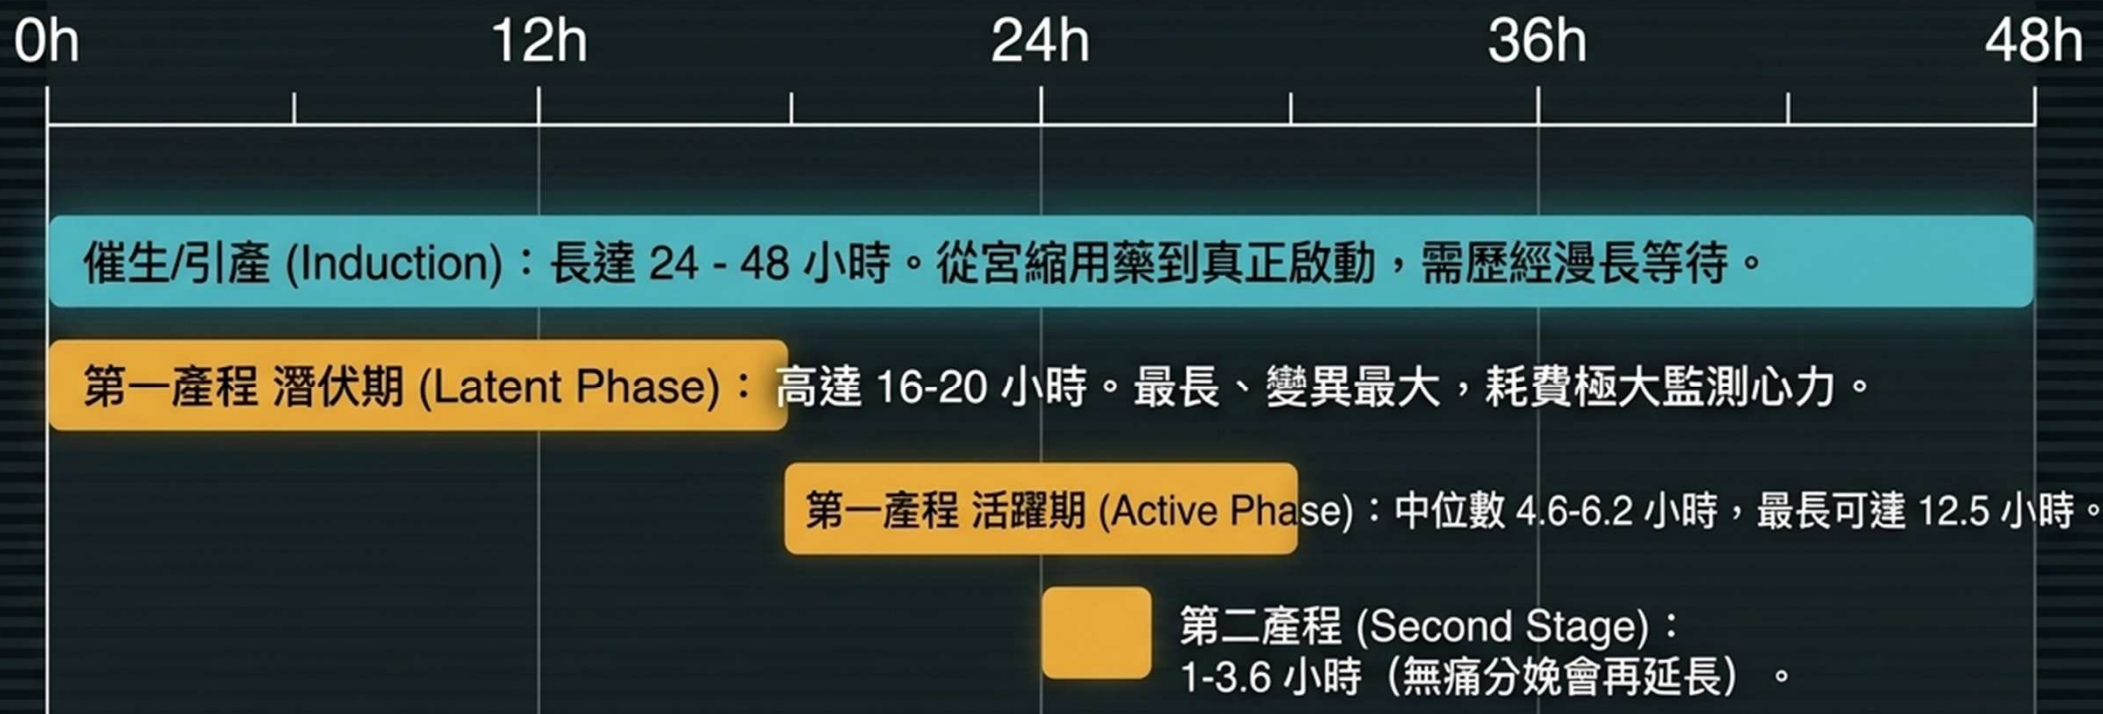 0h 12h 24h 36h 48h
催生/引產 (Induction)：長達 24 - 48 小時。從宮縮用藥到真正啟動，需歷經漫長等待。
第一產程 潛伏期 (Latent Phase)： 高達 16-20 小時。最長、變異最大，耗費極大監測心力。
第一產程 活躍期 (Active Phase)：中位數 4.6-6.2 小時，最長可達 12.5 小時。
第二產程 (Second Stage)：
1-3.6 小時（無痛分娩會再延長）。